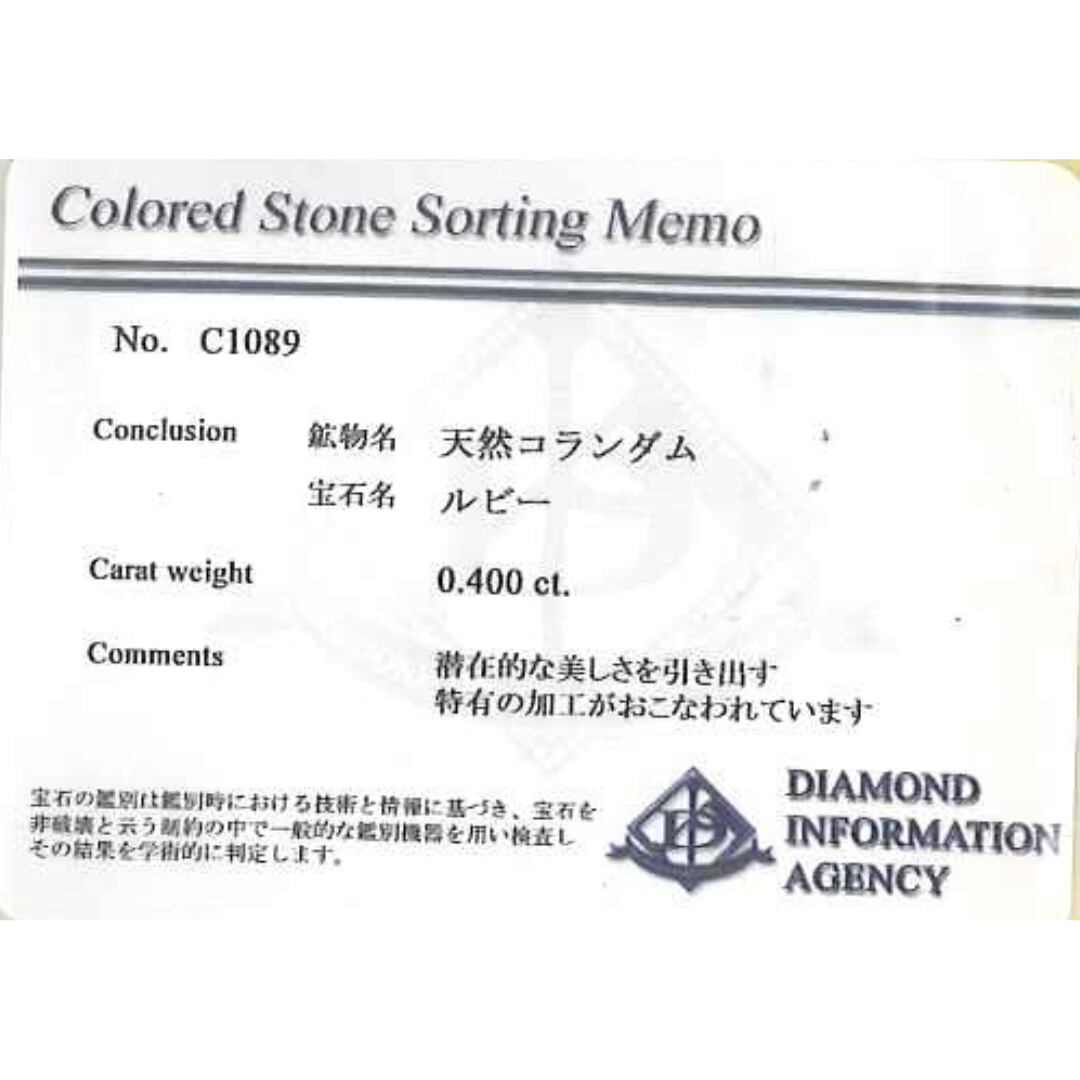 Colored Stone Sorting Memo
No. C1089
Conclusion 鉱物名 天然コランダム
宝石名 ルビー
Carat weight 0.400 ct.
Comments 潜在的な美しさを引き出す
特有の加工がおこなわれています
宝石の鑑別は鑑別時における技術と情報に基づき、宝石を
非破壊と云う制約の中で一般的な鑑別機器を用い検査し
その結果を学術的に判定します。
DIAMOND
INFORMATION
AGENCY